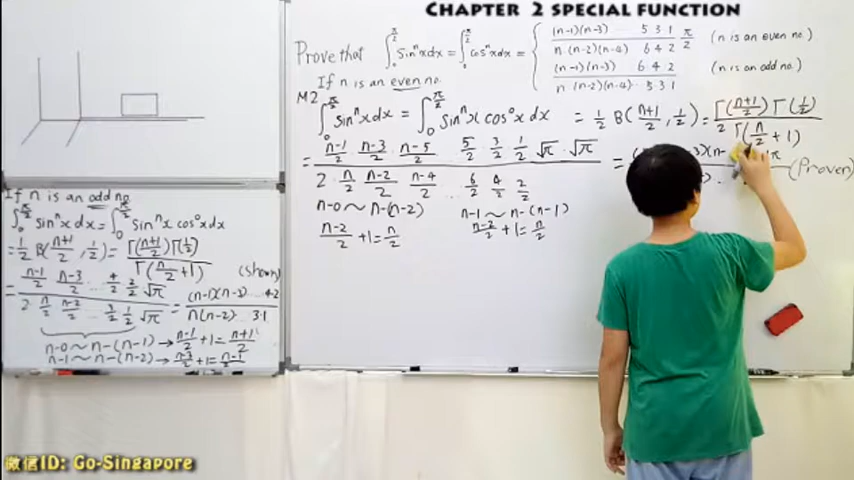 CHAPTER 2 SPECIAL FUNCTION
Prove that ∫₀^{π/2} sinⁿx dx = ∫₀^{π/2} cosⁿx dx = {
(n-1)(n-3)... 5 3 1 / n·(n-2)(n-4)... 6 4 2 · π/2 (n is an even no.)
(n-1)(n-3)... 6 4 2 / n·(n-2)(n-4)... 5 3 1 (n is an odd no.)
If n is an even no.
M2 ∫₀^{π/2} sinⁿx dx = ∫₀^{π/2} sinⁿx cos⁰x dx = 1/2 B((n+1)/2, 1/2) = Γ((n+1)/2) Γ(1/2) / 2 Γ(n/2 + 1)
= (n-1)/2 · (n-3)/2 · (n-5)/2 ... 5/2 · 3/2 · 1/2 √π · √π / 2 · n/2 · (n-2)/2 · (n-4)/2 ... 6/2 · 4/2 · 2/2 =
(Proven)
n-0 ~ n-(n-2) n-1 ~ n-(n-1)
(n-2)/2 + 1 = n/2 (n-2)/2 + 1 = n/2
If n is an odd no.
∫₀^{π/2} sinⁿx dx = ∫₀^{π/2} sinⁿx cos⁰x dx
= 1/2 B((n+1)/2, 1/2) = Γ((n+1)/2) Γ(1/2) / Γ(n/2 + 1)
(shown)
= (n-1)/2 · (n-3)/2 ... 4/2 · 2/2 √π / 2 · n/2 · (n-2)/2 ... 3/2 · 1/2 √π = (n-1)(n-3)... 4·2 / n(n-2)... 3·1
n-0 ~ n-(n-1) → (n-1)/2 + 1 = (n+1)/2
n-1 ~ n-(n-2) → (n-3)/2 + 1 = (n-1)/2
微信ID: Go-Singapore